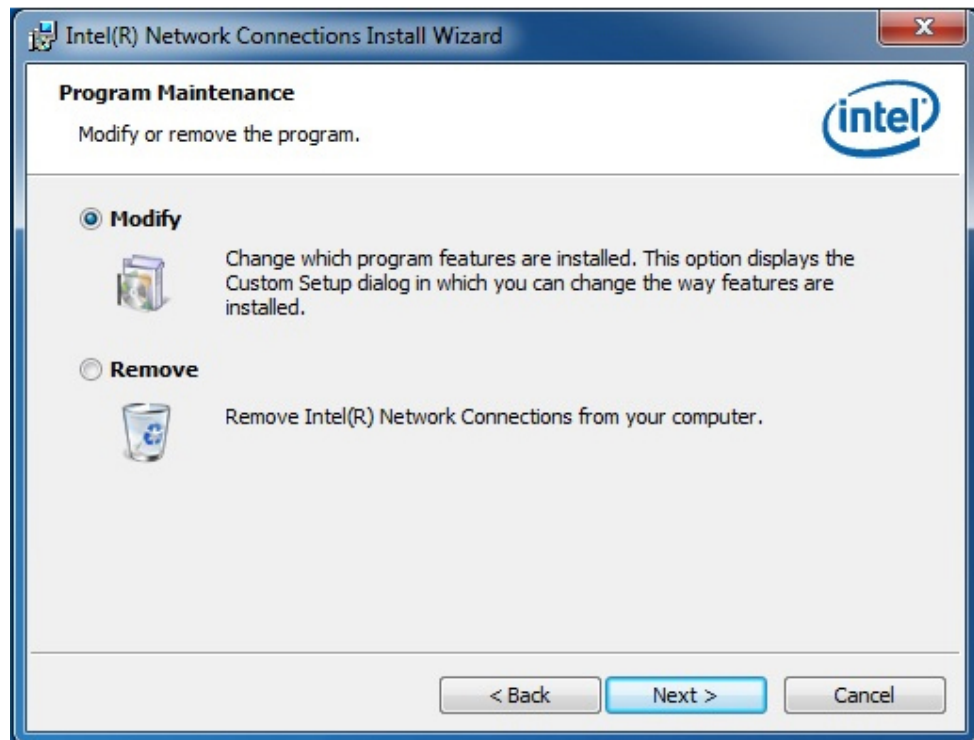 Intel(R) Network Connections Install Wizard
Program Maintenance
Modify or remove the program.
intel
Modify
Change which program features are installed. This option displays the
Custom Setup dialog in which you can change the way features are
installed.
Remove
Remove Intel(R) Network Connections from your computer.
< Back
Next >
Cancel